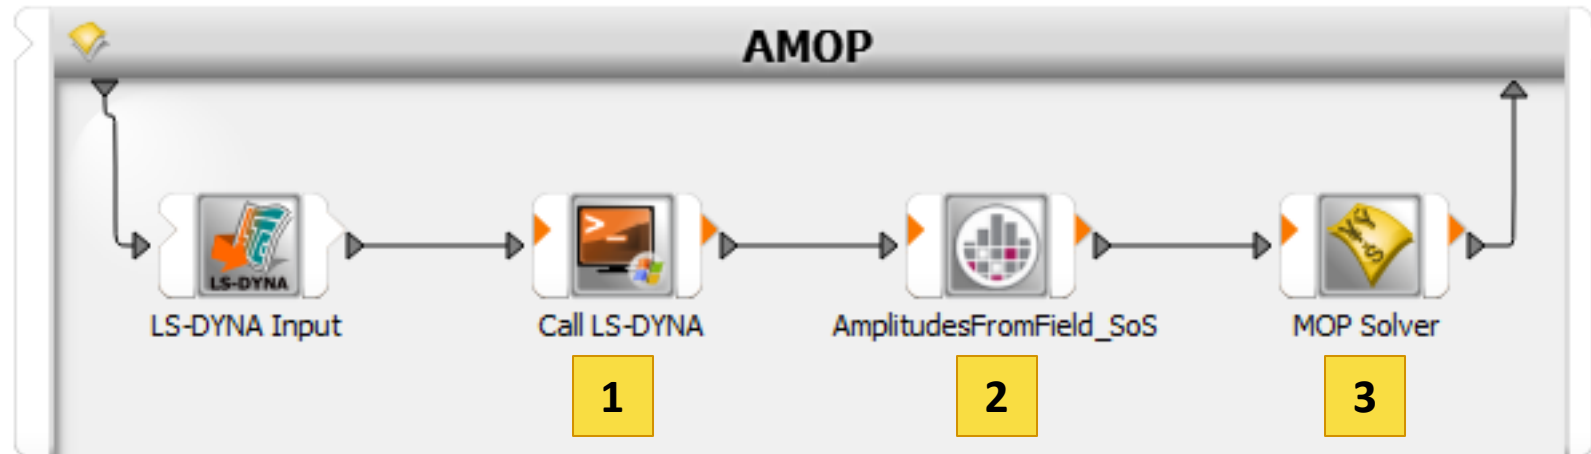 AMOP
>_
LS-DYNA
LS-DYNA Input
Call LS-DYNA
AmplitudesFromField_SoS
MOP Solver
1
2
3